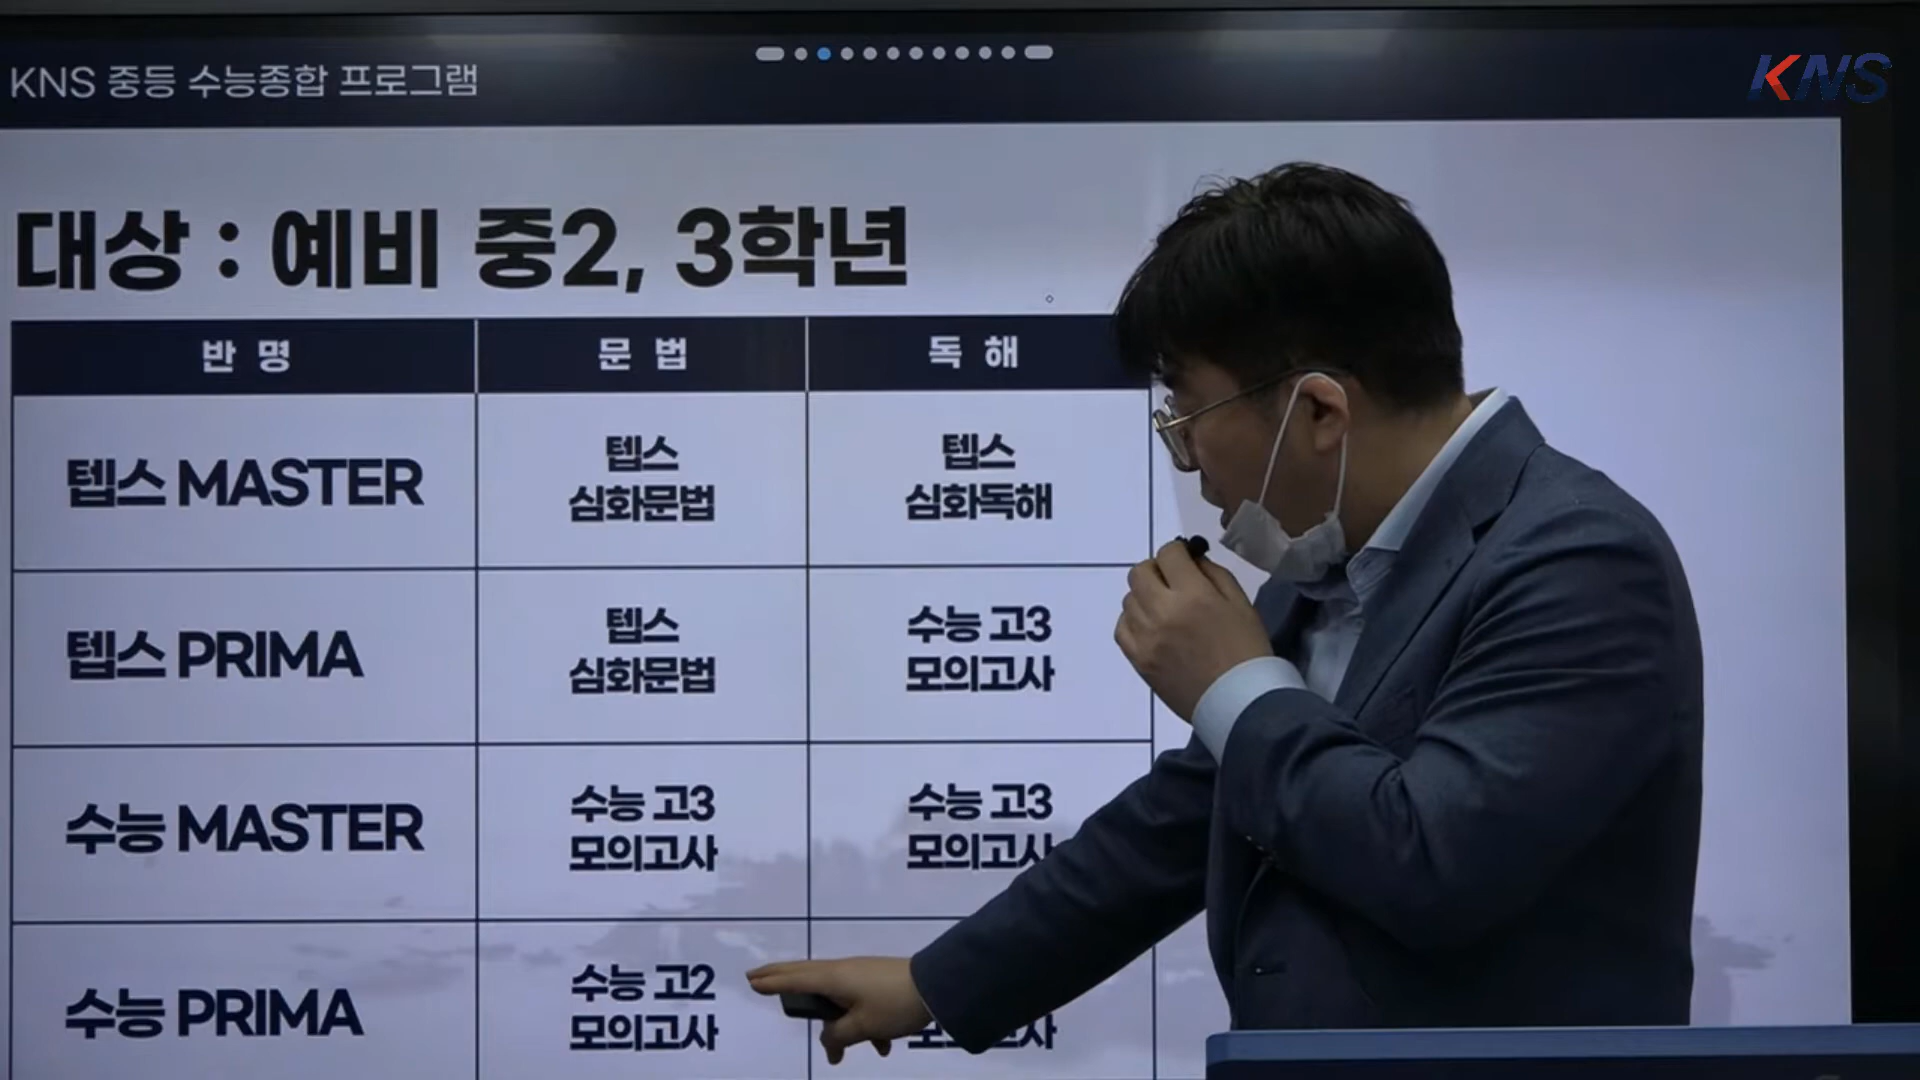 KNS 중등 수능종합 프로그램
KNS
대상 : 예비 중2, 3학년
반 명
문 법
독 해
텝스 MASTER
텝스
심화문법
텝스
심화독해
텝스 PRIMA
텝스
심화문법
수능 고3
모의고사
수능 MASTER
수능 고3
모의고사
수능 고3
모의고사
수능 PRIMA
수능 고2
모의고사